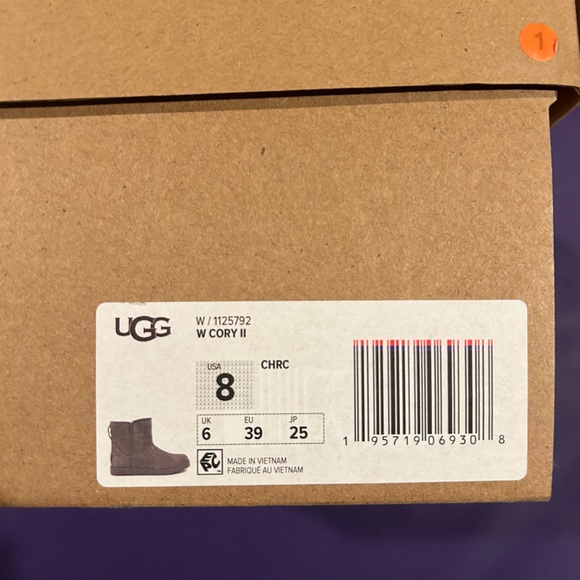 1
UGG
W / 1125792
W CORY II
USA
8
CHRC
UK EU JP
6 39 25
MADE IN VIETNAM
FABRIQUÉ AU VIETNAM
1 95719 06930 8